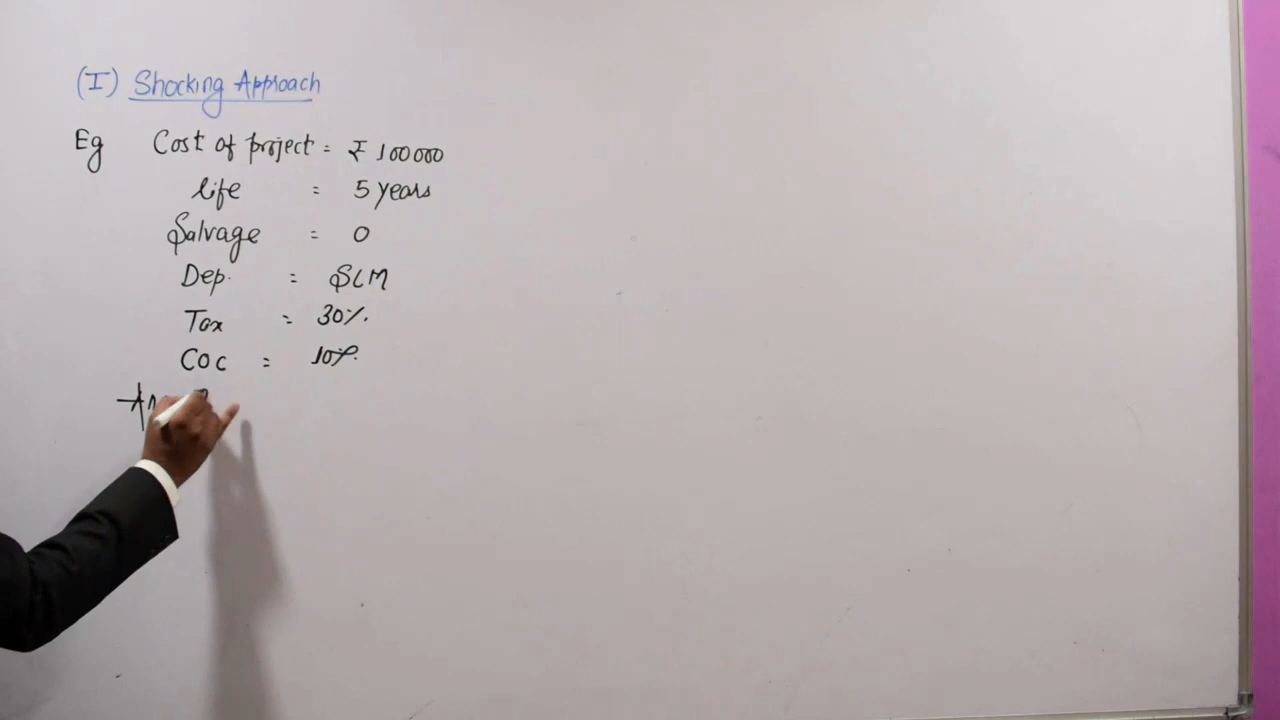 (I) Shocking Approach
Eg Cost of project = ₹ 100000
life = 5 years
Salvage = 0
Dep. = SLM
Tax = 30%.
COC = 10%.